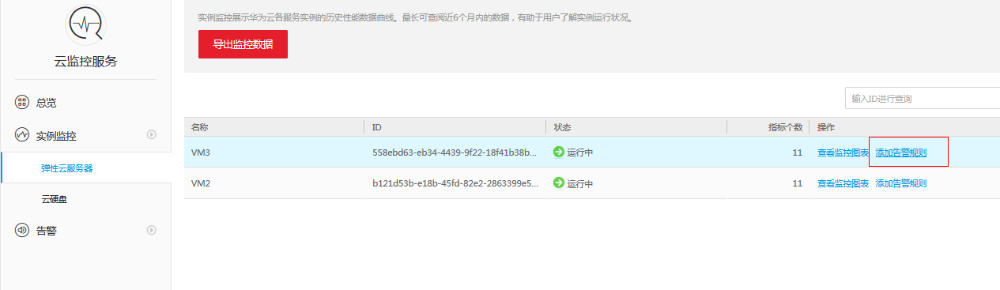 云监控服务
总览
实例监控
弹性云服务器
云硬盘
告警
实例监控展示华为云各服务实例的历史性能数据曲线。最长可查阅近6个月内的数据，有助于用户了解实例运行状况。
导出监控数据
输入ID进行查询
名称 ID 状态 指标个数 操作
VM3 558ebd63-eb34-4439-9f22-18f41b38b... 运行中 11 查看监控图表 添加告警规则
VM2 b121d53b-e18b-45fd-82e2-2863399e5... 运行中 11 查看监控图表 添加告警规则